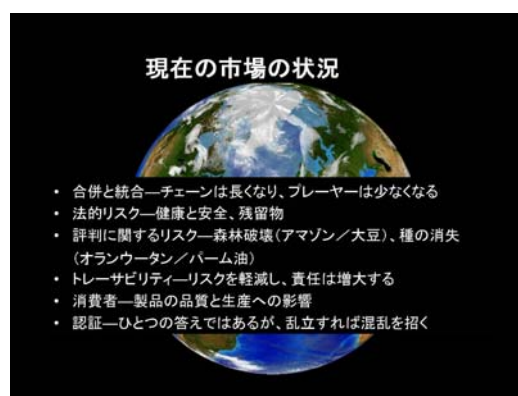 現在の市場の状況
• 合併と統合―チェーンは長くなり、プレーヤーは少なくなる
• 法的リスク―健康と安全、残留物
• 評判に関するリスク―森林破壊(アマゾン／大豆)、種の消失
(オランウータン／パーム油)
• トレーサビリティ―リスクを軽減し、責任は増大する
• 消費者―製品の品質と生産への影響
• 認証―ひとつの答えではあるが、乱立すれば混乱を招く